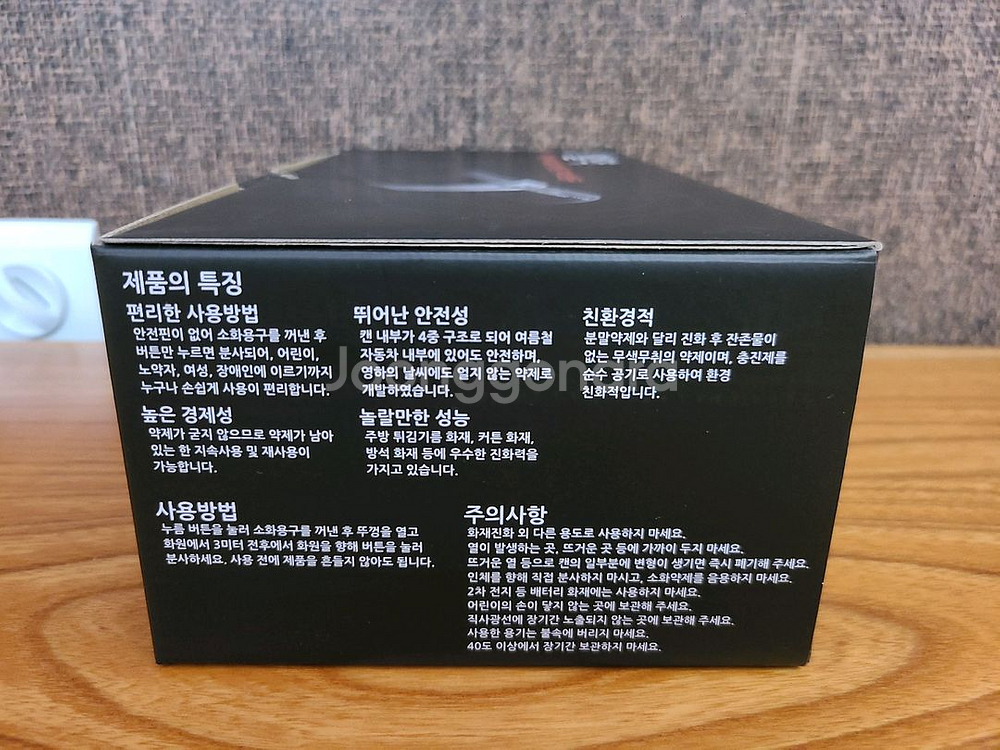 제품의 특징
편리한 사용방법
안전핀이 없어 소화용구를 꺼낸 후
버튼만 누르면 분사되어, 어린이,
노약자, 여성, 장애인에 이르기까지
누구나 손쉽게 사용이 편리합니다.
뛰어난 안전성
캔 내부가 4중 구조로 되어 여름철
자동차 내부에 있어도 안전하며,
영하의 날씨에도 얼지 않는 약제로
개발하였습니다.
친환경적
분말약제와 달리 진화 후 잔존물이
없는 무색무취의 약제이며, 충진제를
순수 공기로 사용하여 환경
친화적입니다.
높은 경제성
약제가 굳지 않으므로 약제가 남아
있는 한 지속사용 및 재사용이
가능합니다.
놀랄만한 성능
주방 튀김기름 화재, 커튼 화재,
방석 화재 등에 우수한 진화력을
가지고 있습니다.
사용방법
누름 버튼을 눌러 소화용구를 꺼낸 후 뚜껑을 열고
화원에서 3미터 전후에서 화원을 향해 버튼을 눌러
분사하세요. 사용 전에 제품을 흔들지 않아도 됩니다.
주의사항
화재진화 외 다른 용도로 사용하지 마세요.
열이 발생하는 곳, 뜨거운 곳 등에 가까이 두지 마세요.
뜨거운 열 등으로 캔의 일부분에 변형이 생기면 즉시 폐기해 주세요.
인체를 향해 직접 분사하지 마시고, 소화약제를 음용하지 마세요.
2차 전지 등 배터리 화재에는 사용하지 마세요.
어린이의 손이 닿지 않는 곳에 보관해 주세요.
직사광선에 장기간 노출되지 않는 곳에 보관해 주세요.
사용한 용기는 불속에 버리지 마세요.
40도 이상에서 장기간 보관하지 마세요.
Joonggonara